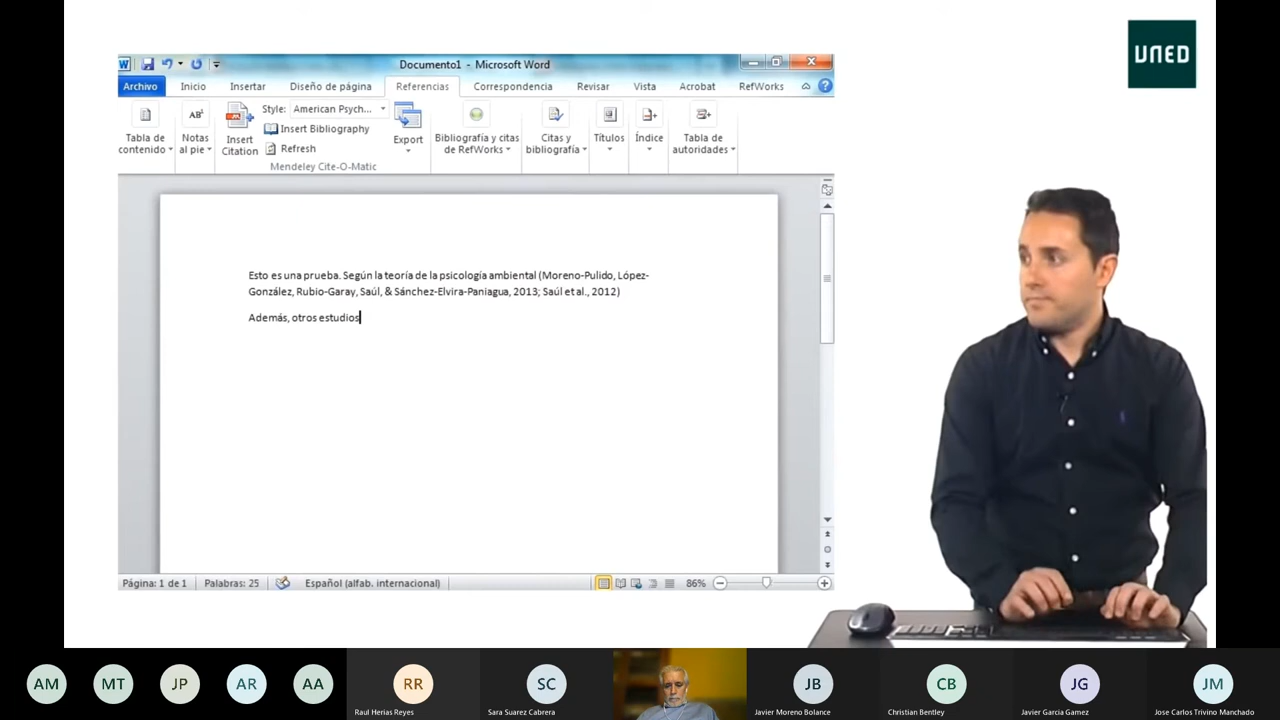 UNED
Documento1 - Microsoft Word
Archivo Inicio Insertar Diseño de página Referencias Correspondencia Revisar Vista Acrobat RefWorks
Tabla de contenido
AB¹ Notas al pie
Insert Citation
Style: American Psych...
Insert Bibliography
Refresh
Export
Mendeley Cite-O-Matic
Bibliografía y citas de RefWorks
Citas y bibliografía
Títulos
Índice
Tabla de autoridades
Esto es una prueba. Según la teoría de la psicología ambiental (Moreno-Pulido, López-
González, Rubio-Garay, Saúl, & Sánchez-Elvira-Paniagua, 2013; Saúl et al., 2012)
Además, otros estudios
Página: 1 de 1 Palabras: 25 Español (alfab. internacional) 86%
AM MT JP AR AA RR SC JB CB JG JM
Raul Herias Reyes Sara Suarez Cabrera Javier Moreno Bolance Christian Bentley Javier Garcia Gamez Jose Carlos Trivino Manchado